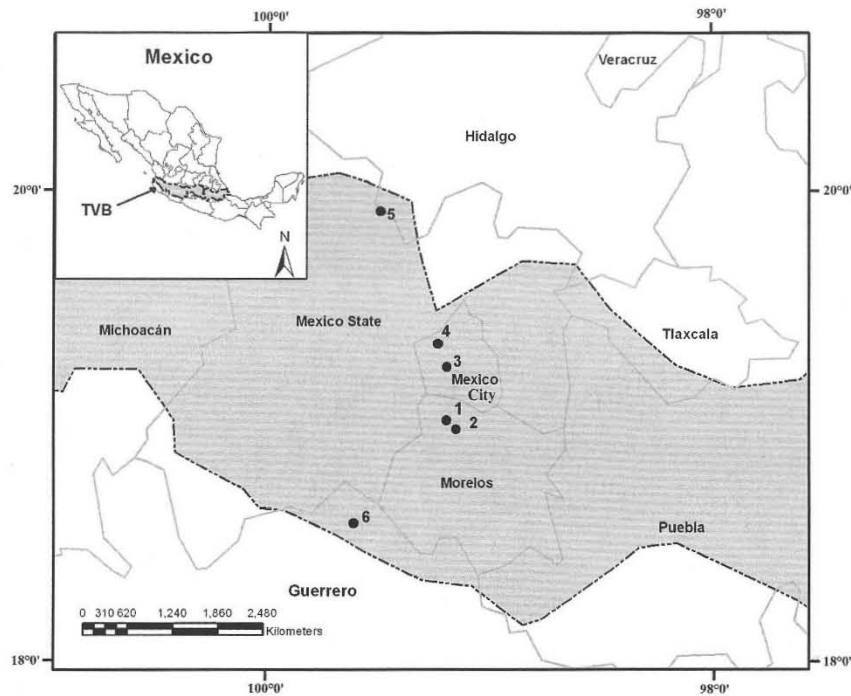 100°0'
98°0'
Mexico
Veracruz
Hidalgo
20°0'
20°0'
TVB
N
5
Michoacán
Mexico State
4
Tlaxcala
3
Mexico
City
1
2
Morelos
6
Puebla
Guerrero
0 310 620 1,240 1,860 2,480
Kilometers
18°0'
18°0'
100°0'
98°0'